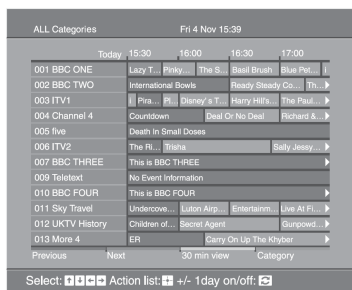 ALL Categories Fri 4 Nov 15:39
Today 15:30 16:00 16:30 17:00
001 BBC ONE Lazy T... Pinky... The S... Basil Brush Blue Pet... i
002 BBC TWO International Bowls Ready Steady Co... Th...
003 ITV1 i Pira... Pl... Disney' s T... Harry Hill's... The Paul...
004 Channel 4 Countdown Deal Or No Deal Richard &...
005 five Death In Small Doses
006 ITV2 The Ri... Trisha Sally Jessy...
007 BBC THREE This is BBC THREE
009 Teletext No Event Information
010 BBC FOUR This is BBC FOUR
011 Sky Travel Undercove... Luton Airp... Entertainm... Live At Fi...
012 UKTV History Children of... Secret Agent Gunpowd...
013 More 4 ER Carry On Up The Khyber
Previous Next 30 min view Category
Select: ↑ ↓ ← → Action list: + +/- 1day on/off: